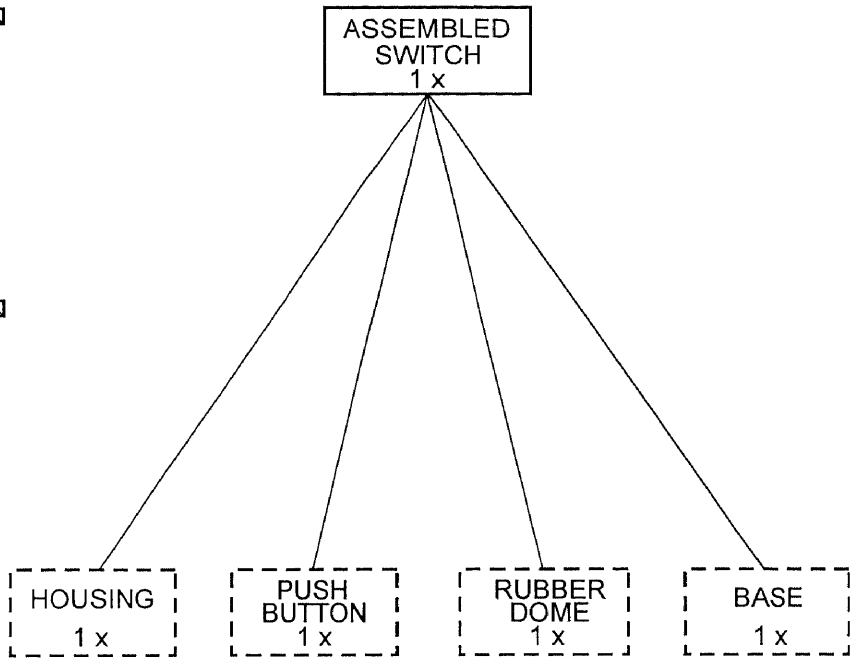 ASSEMBLED
SWITCH
1 x
HOUSING
1 x
PUSH
BUTTON
1 x
RUBBER
DOME
1 x
BASE
1 x